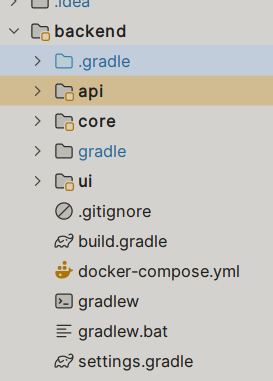 .idea
backend
.gradle
api
core
gradle
ui
.gitignore
build.gradle
docker-compose.yml
gradlew
gradlew.bat
settings.gradle